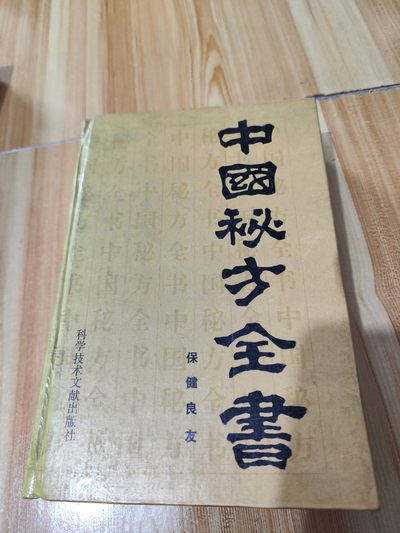 中國秘方全書
保健良友
科学技术文献出版社